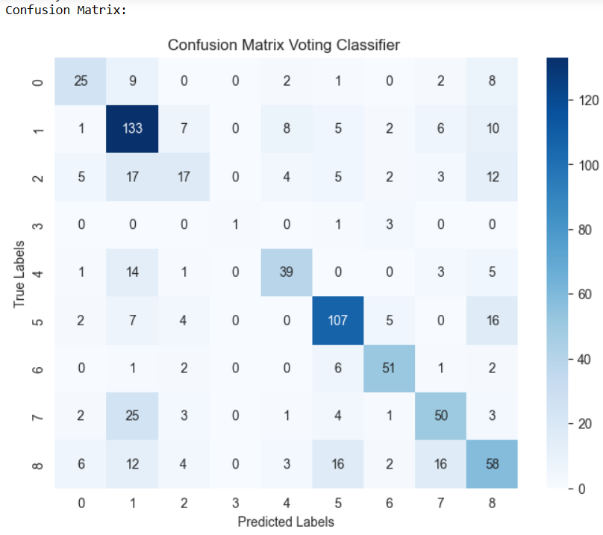 Confusion Matrix:
Confusion Matrix Voting Classifier
0 25 9 0 0 2 1 0 2 8
1 1 133 7 0 8 5 2 6 10
2 5 17 17 0 4 5 2 3 12
3 0 0 0 1 0 1 3 0 0
4 1 14 1 0 39 0 0 3 5
5 2 7 4 0 0 107 5 0 16
6 0 1 2 0 0 6 51 1 2
7 2 25 3 0 1 4 1 50 3
8 6 12 4 0 3 16 2 16 58
0 1 2 3 4 5 6 7 8
Predicted Labels
True Labels
120
100
80
60
40
20
0